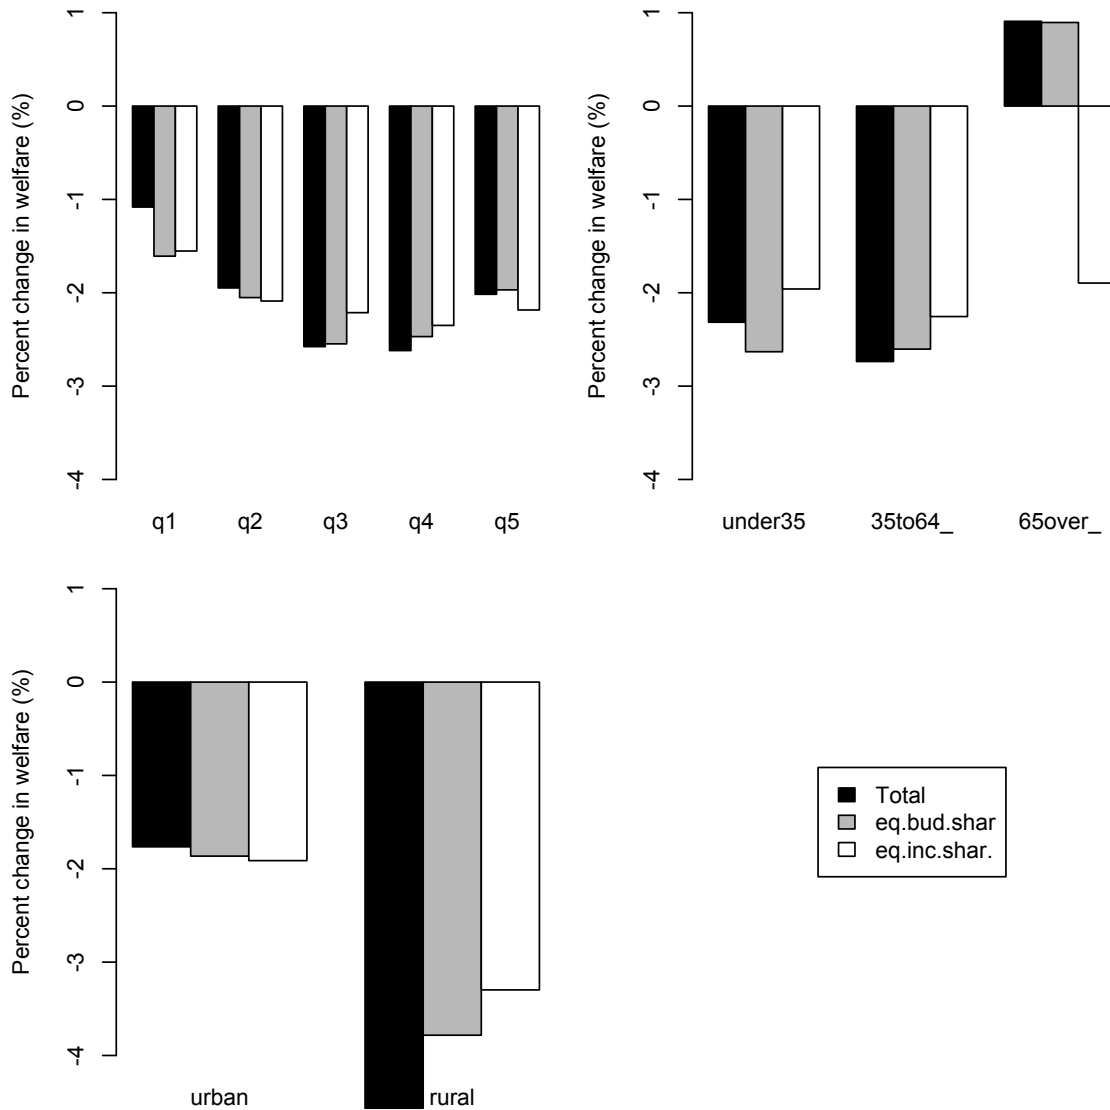 Percent change in welfare (%)
1
0
-1
-2
-3
-4
q1 q2 q3 q4 q5
Percent change in welfare (%)
1
0
-1
-2
-3
-4
under35 35to64_ 65over_
Percent change in welfare (%)
1
0
-1
-2
-3
-4
urban rural
Total
eq.bud.shar
eq.inc.shar.